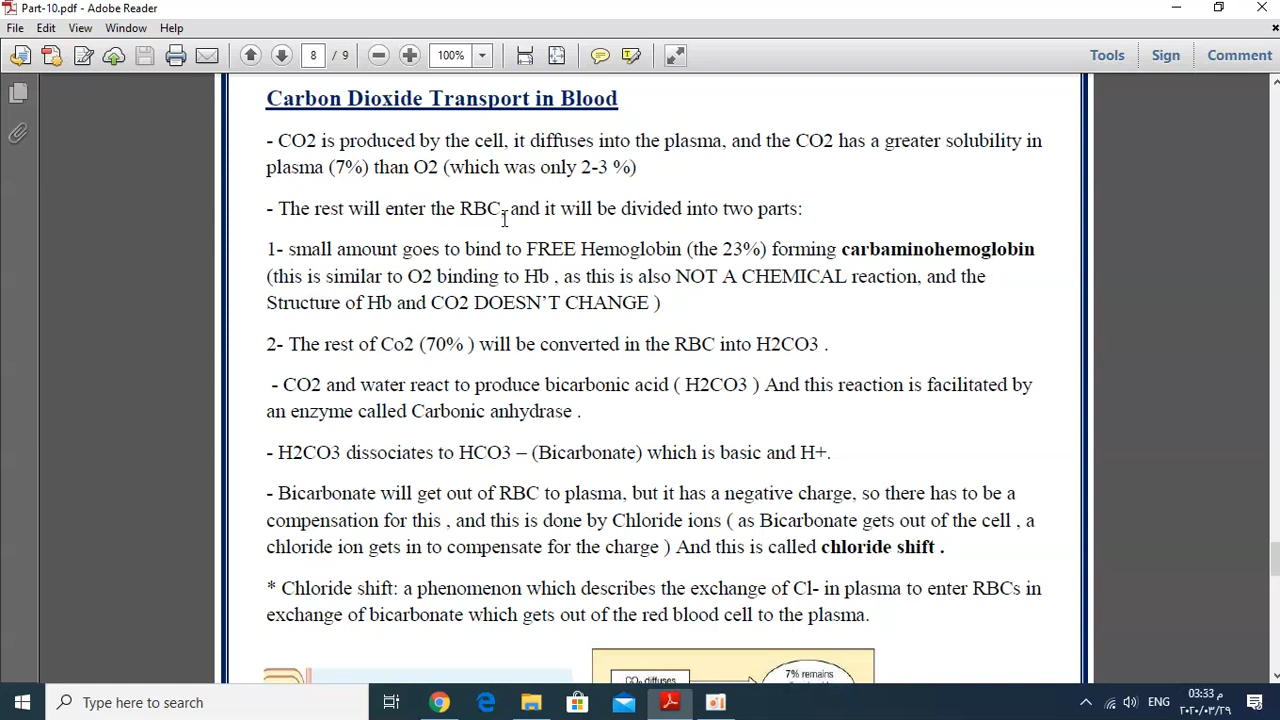 Part-10.pdf - Adobe Reader
File Edit View Window Help
8 / 9 100% Tools Sign Comment
Carbon Dioxide Transport in Blood
- CO2 is produced by the cell, it diffuses into the plasma, and the CO2 has a greater solubility in
plasma (7%) than O2 (which was only 2-3 %)
- The rest will enter the RBC, and it will be divided into two parts:
1- small amount goes to bind to FREE Hemoglobin (the 23%) forming carbaminohemoglobin
(this is similar to O2 binding to Hb , as this is also NOT A CHEMICAL reaction, and the
Structure of Hb and CO2 DOESN'T CHANGE )
2- The rest of Co2 (70% ) will be converted in the RBC into H2CO3 .
- CO2 and water react to produce bicarbonic acid ( H2CO3 ) And this reaction is facilitated by
an enzyme called Carbonic anhydrase .
- H2CO3 dissociates to HCO3 – (Bicarbonate) which is basic and H+.
- Bicarbonate will get out of RBC to plasma, but it has a negative charge, so there has to be a
compensation for this , and this is done by Chloride ions ( as Bicarbonate gets out of the cell , a
chloride ion gets in to compensate for the charge ) And this is called chloride shift .
* Chloride shift: a phenomenon which describes the exchange of Cl- in plasma to enter RBCs in
exchange of bicarbonate which gets out of the red blood cell to the plasma.
CO2 diffuses
7% remains
Type here to search
ENG
03:33 م
٢٠٢٠/٠٣/٢٩